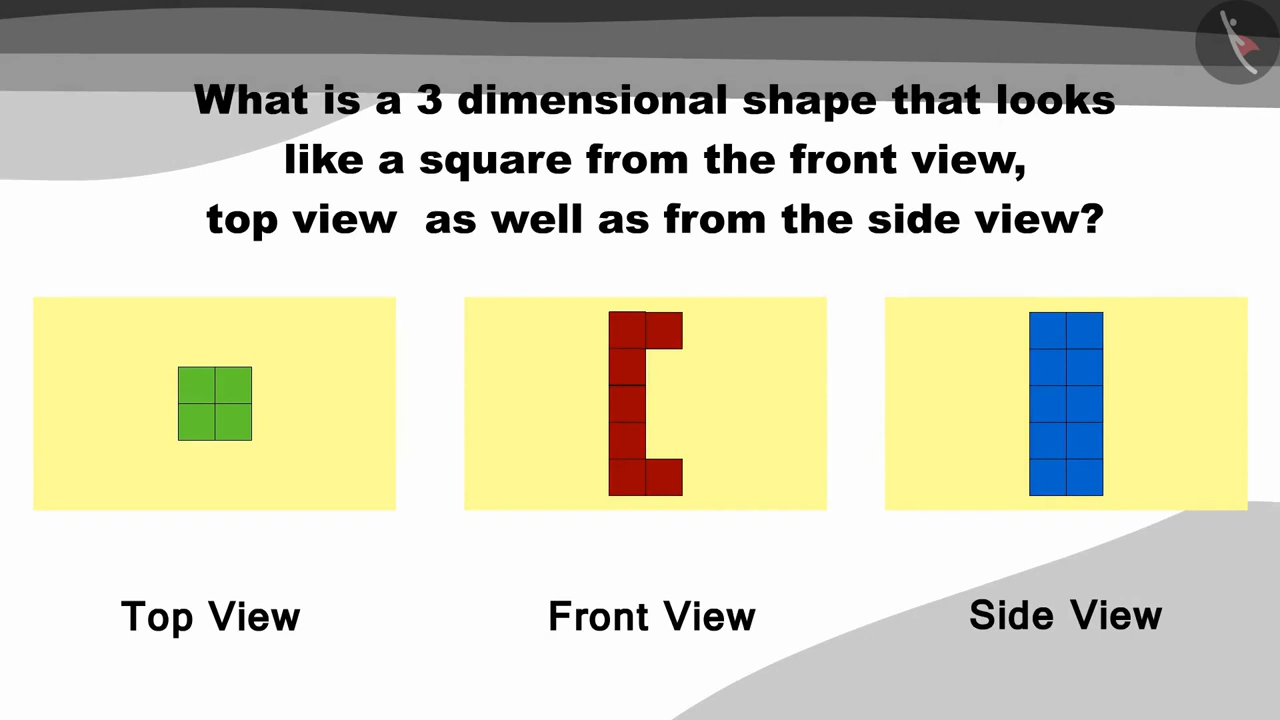 What is a 3 dimensional shape that looks
like a square from the front view,
top view as well as from the side view?
Top View
Front View
Side View